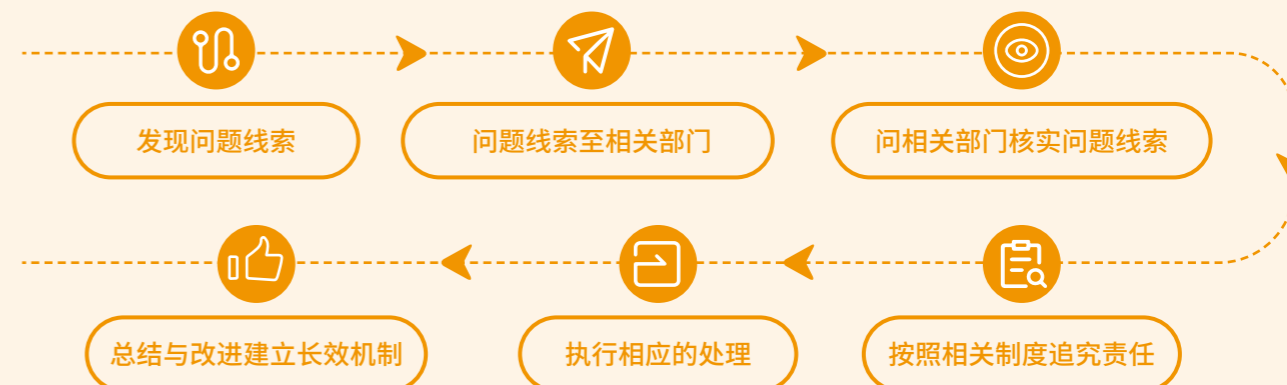 发现问题线索
问题线索至相关部门
问相关部门核实问题线索
按照相关制度追究责任
执行相应的处理
总结与改进建立长效机制